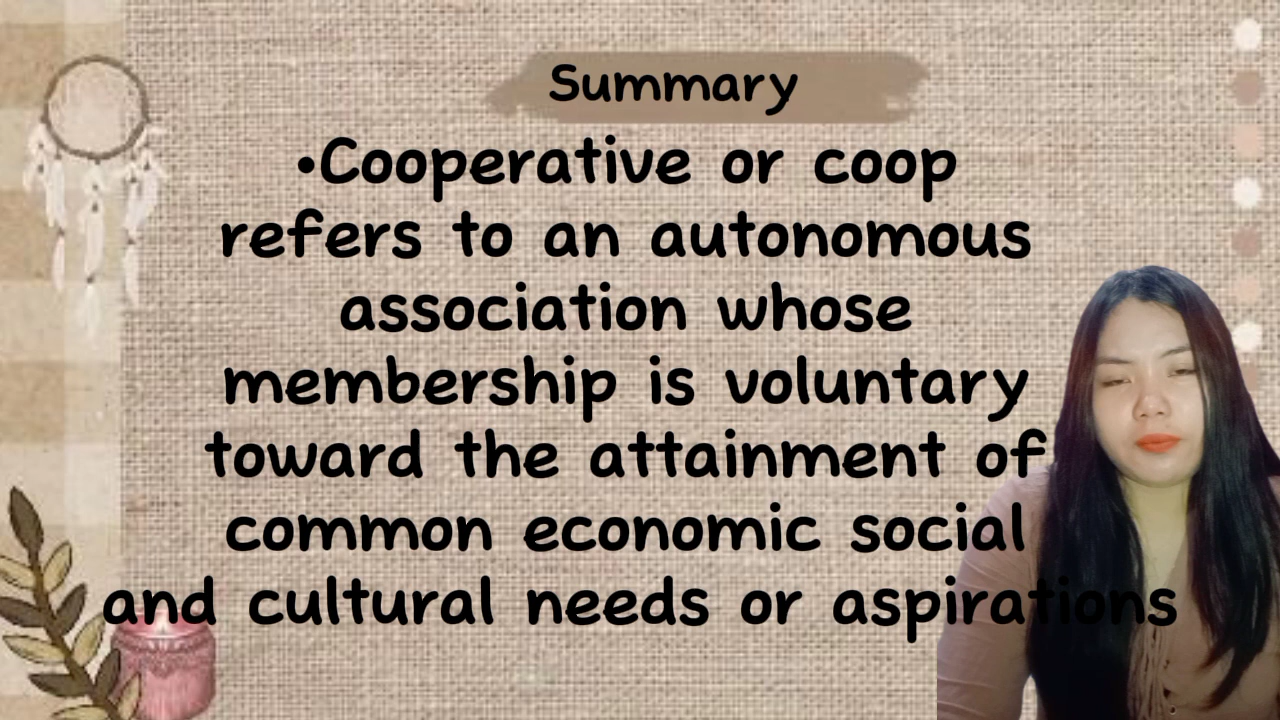 Summary
•Cooperative or coop
refers to an autonomous
association whose
membership is voluntary
toward the attainment of
common economic social
and cultural needs or aspirations